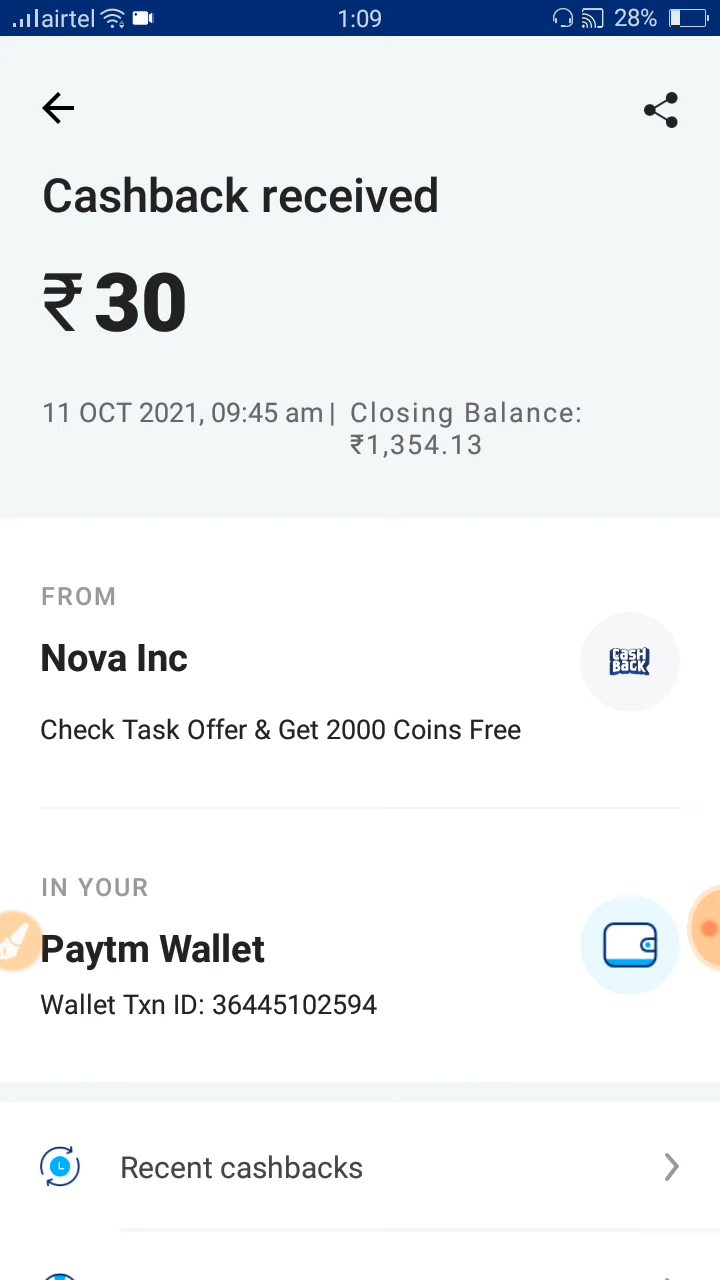 airtel 1:09 28%
Cashback received
₹30
11 OCT 2021, 09:45 am | Closing Balance:
₹1,354.13
FROM
Nova Inc
CASH
BACK
Check Task Offer & Get 2000 Coins Free
IN YOUR
Paytm Wallet
Wallet Txn ID: 36445102594
Recent cashbacks